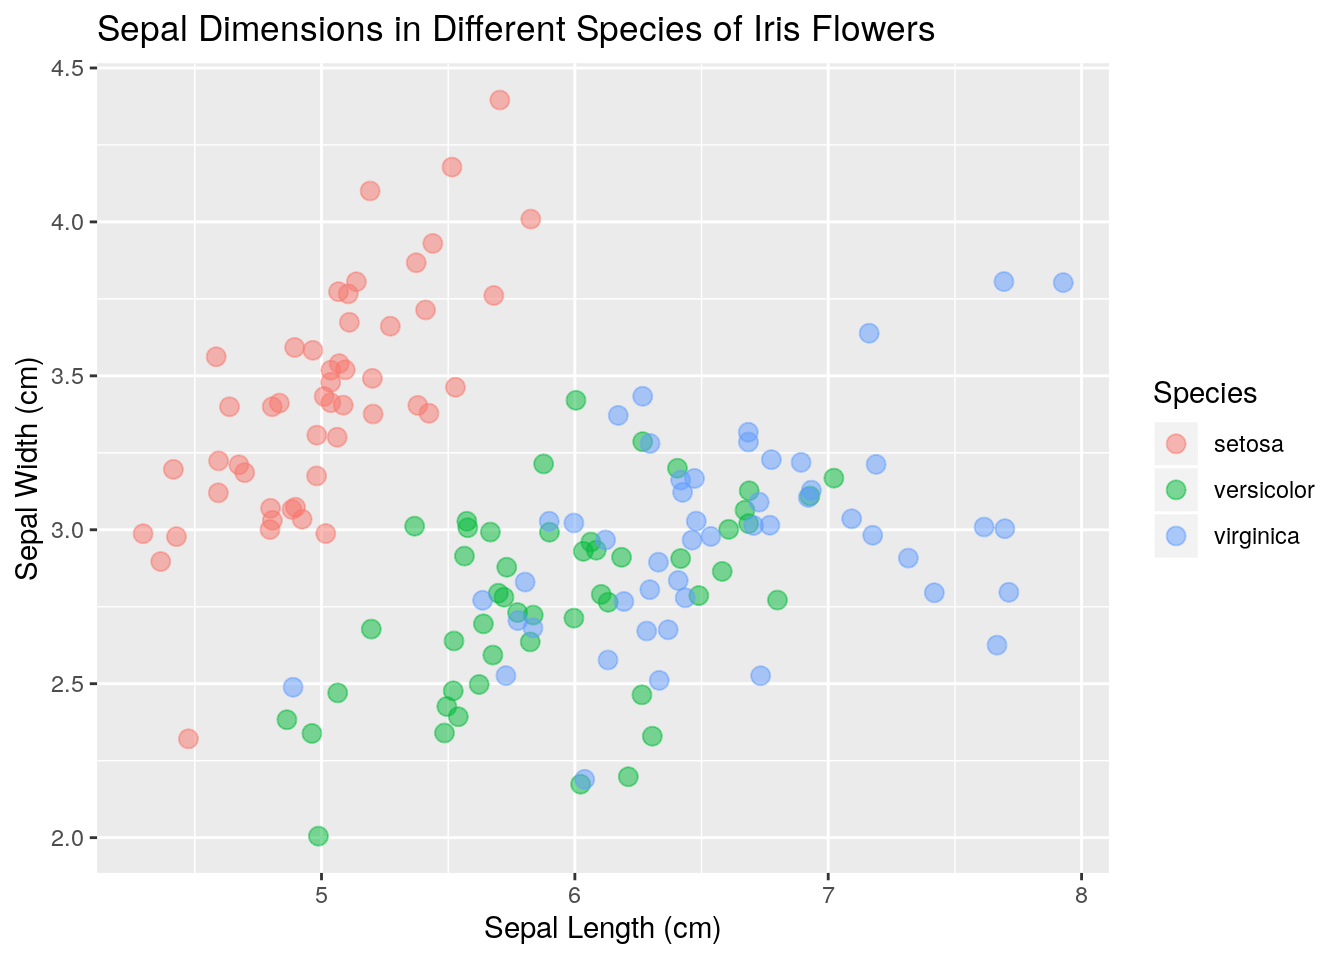 Sepal Dimensions in Different Species of Iris Flowers
4.5
4.0
3.5
3.0
2.5
2.0
Sepal Width (cm)
5 6 7 8
Sepal Length (cm)
Species
setosa
versicolor
virginica